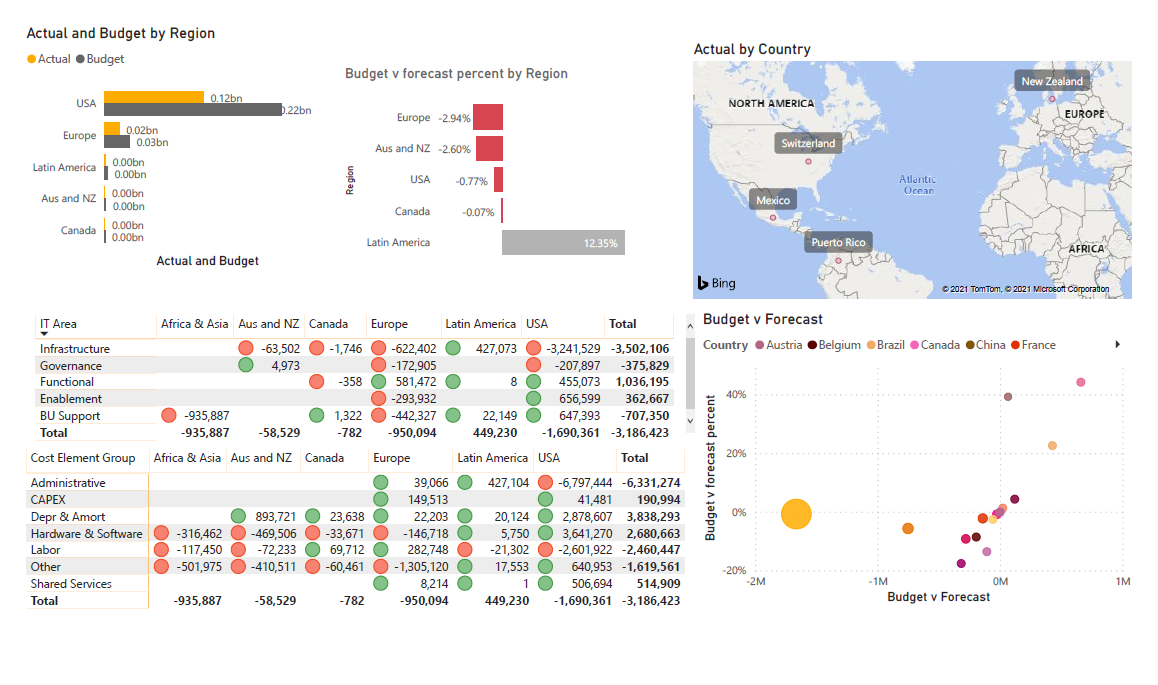 Actual and Budget by Region
Actual Budget
USA 0.12bn
0.22bn
Europe 0.02bn
0.03bn
Latin America 0.00bn
0.00bn
Aus and NZ 0.00bn
0.00bn
Canada 0.00bn
0.00bn
Actual and Budget
Budget v forecast percent by Region
Region
Europe -2.94%
Aus and NZ -2.60%
USA -0.77%
Canada -0.07%
Latin America 12.35%
Actual by Country
New Zealand
NORTH AMERICA
EUROPE
Switzerland
Atlantic
Ocean
Mexico
Puerto Rico
AFRICA
Bing
© 2021 TomTom, © 2021 Microsoft Corporation
IT Area Africa & Asia Aus and NZ Canada Europe Latin America USA Total
Infrastructure -63,502 -1,746 -622,402 427,073 -3,241,529 -3,502,106
Governance 4,973 -172,905 -207,897 -375,829
Functional -358 581,472 8 455,073 1,036,195
Enablement -293,932 656,599 362,667
BU Support -935,887 1,322 -442,327 22,149 647,393 -707,350
Total -935,887 -58,529 -782 -950,094 449,230 -1,690,361 -3,186,423
Cost Element Group Africa & Asia Aus and NZ Canada Europe Latin America USA Total
Administrative 39,066 427,104 -6,797,444 -6,331,274
CAPEX 149,513 41,481 190,994
Depr & Amort 893,721 23,638 22,203 20,124 2,878,607 3,838,293
Hardware & Software -316,462 -469,506 -33,671 -146,718 5,750 3,641,270 2,680,663
Labor -117,450 -72,233 69,712 282,748 -21,302 -2,601,922 -2,460,447
Other -501,975 -410,511 -60,461 -1,305,120 17,553 640,953 -1,619,561
Shared Services 8,214 1 506,694 514,909
Total -935,887 -58,529 -782 -950,094 449,230 -1,690,361 -3,186,423
Budget v Forecast
Country Austria Belgium Brazil Canada China France
Budget v forecast percent
40%
20%
0%
-20%
-2M -1M 0M 1M
Budget v Forecast